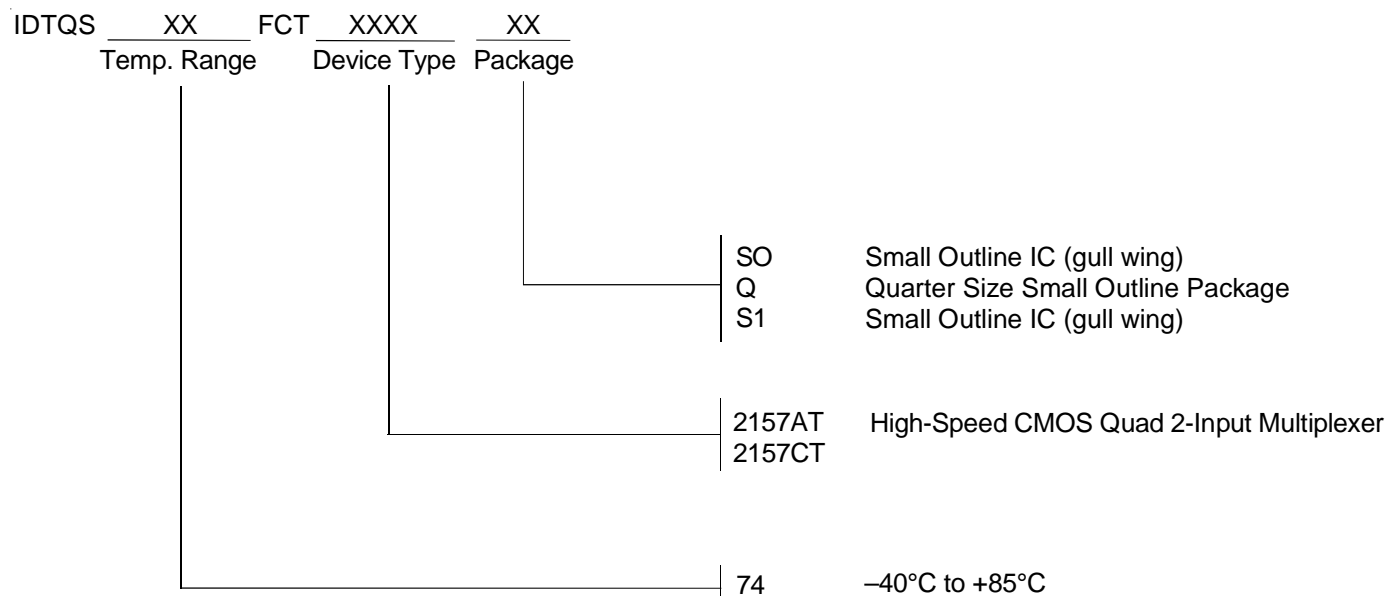 IDTQS XX FCT XXXX XX
Temp. Range Device Type Package
SO Small Outline IC (gull wing)
Q Quarter Size Small Outline Package
S1 Small Outline IC (gull wing)
2157AT High-Speed CMOS Quad 2-Input Multiplexer
2157CT
74 –40°C to +85°C